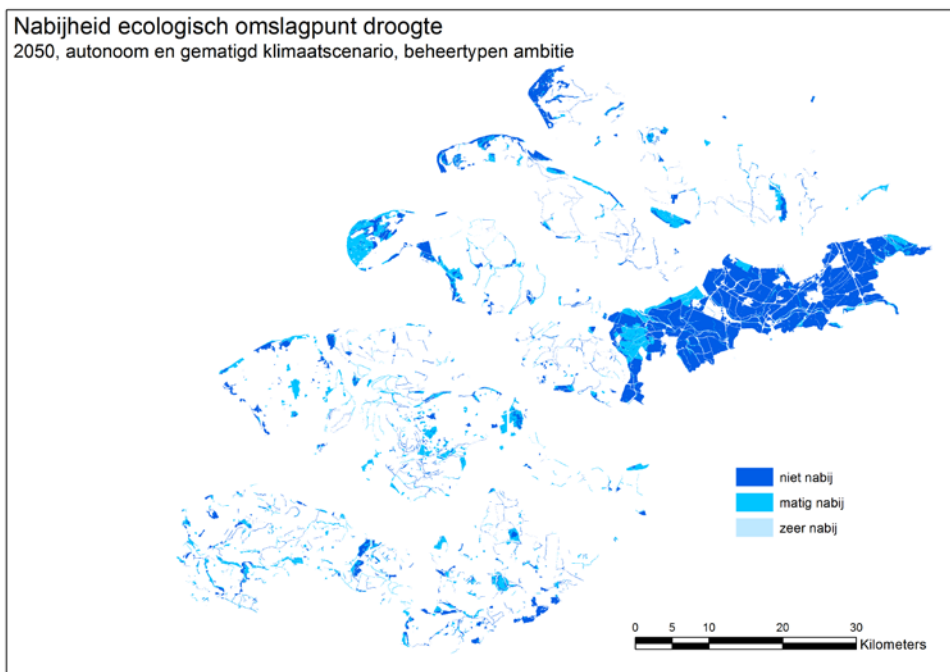 Nabijheid ecologisch omslagpunt droogte
2050, autonoom en gematigd klimaatscenario, beheertypen ambitie
niet nabij
matig nabij
zeer nabij
0 5 10 20 30
Kilometers